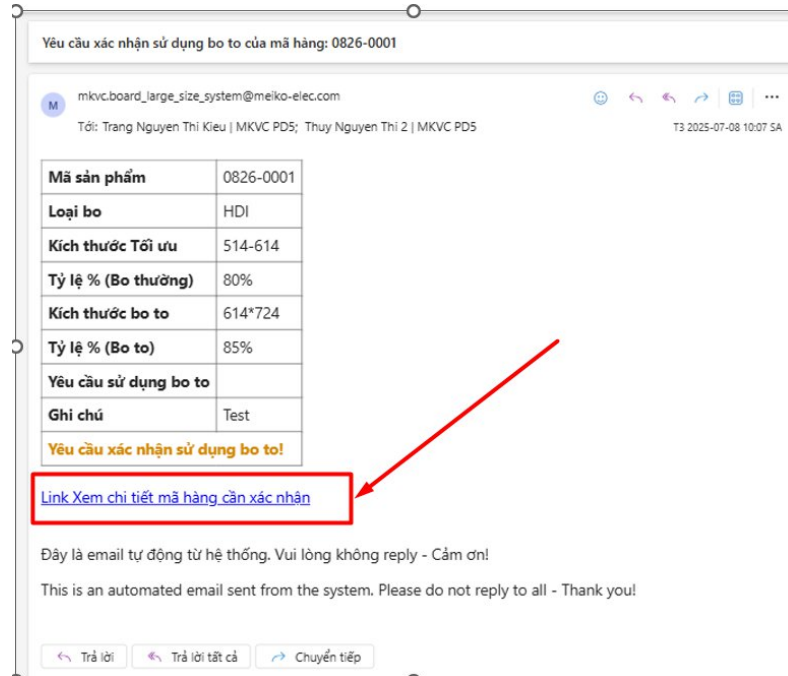 Yêu cầu xác nhận sử dụng bo to của mã hàng: 0826-0001
M
mkvc.board_large_size_system@meiko-elec.com
Tới: Trang Nguyen Thi Kieu | MKVC PD5; Thuy Nguyen Thi 2 | MKVC PD5
T3 2025-07-08 10:07 SA
Mã sản phẩm 0826-0001
Loại bo HDI
Kích thước Tối ưu 514-614
Tỷ lệ % (Bo thường) 80%
Kích thước bo to 614*724
Tỷ lệ % (Bo to) 85%
Yêu cầu sử dụng bo to
Ghi chú Test
Yêu cầu xác nhận sử dụng bo to!
Link Xem chi tiết mã hàng cần xác nhận
Đây là email tự động từ hệ thống. Vui lòng không reply - Cảm ơn!
This is an automated email sent from the system. Please do not reply to all - Thank you!
Trả lời Trả lời tất cả Chuyển tiếp